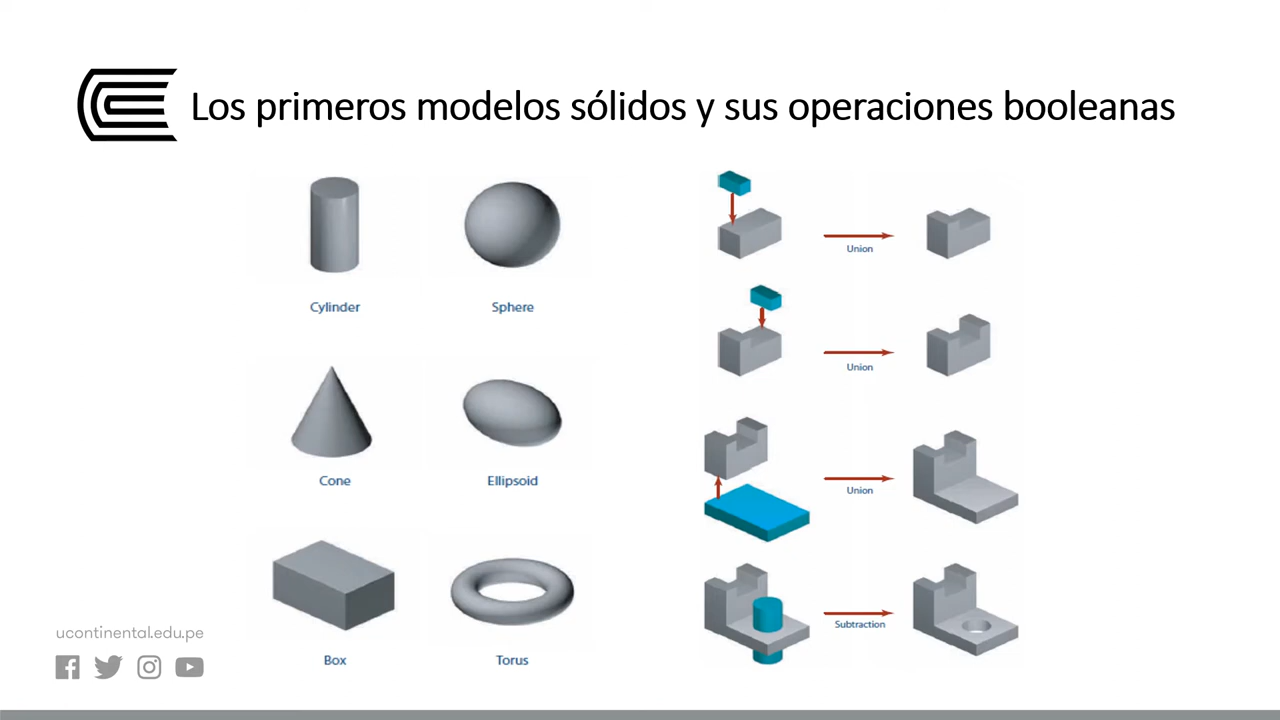 Los primeros modelos sólidos y sus operaciones booleanas
Cylinder
Sphere
Cone
Ellipsoid
Box
Torus
Union
Union
Union
Subtraction
ucontinental.edu.pe